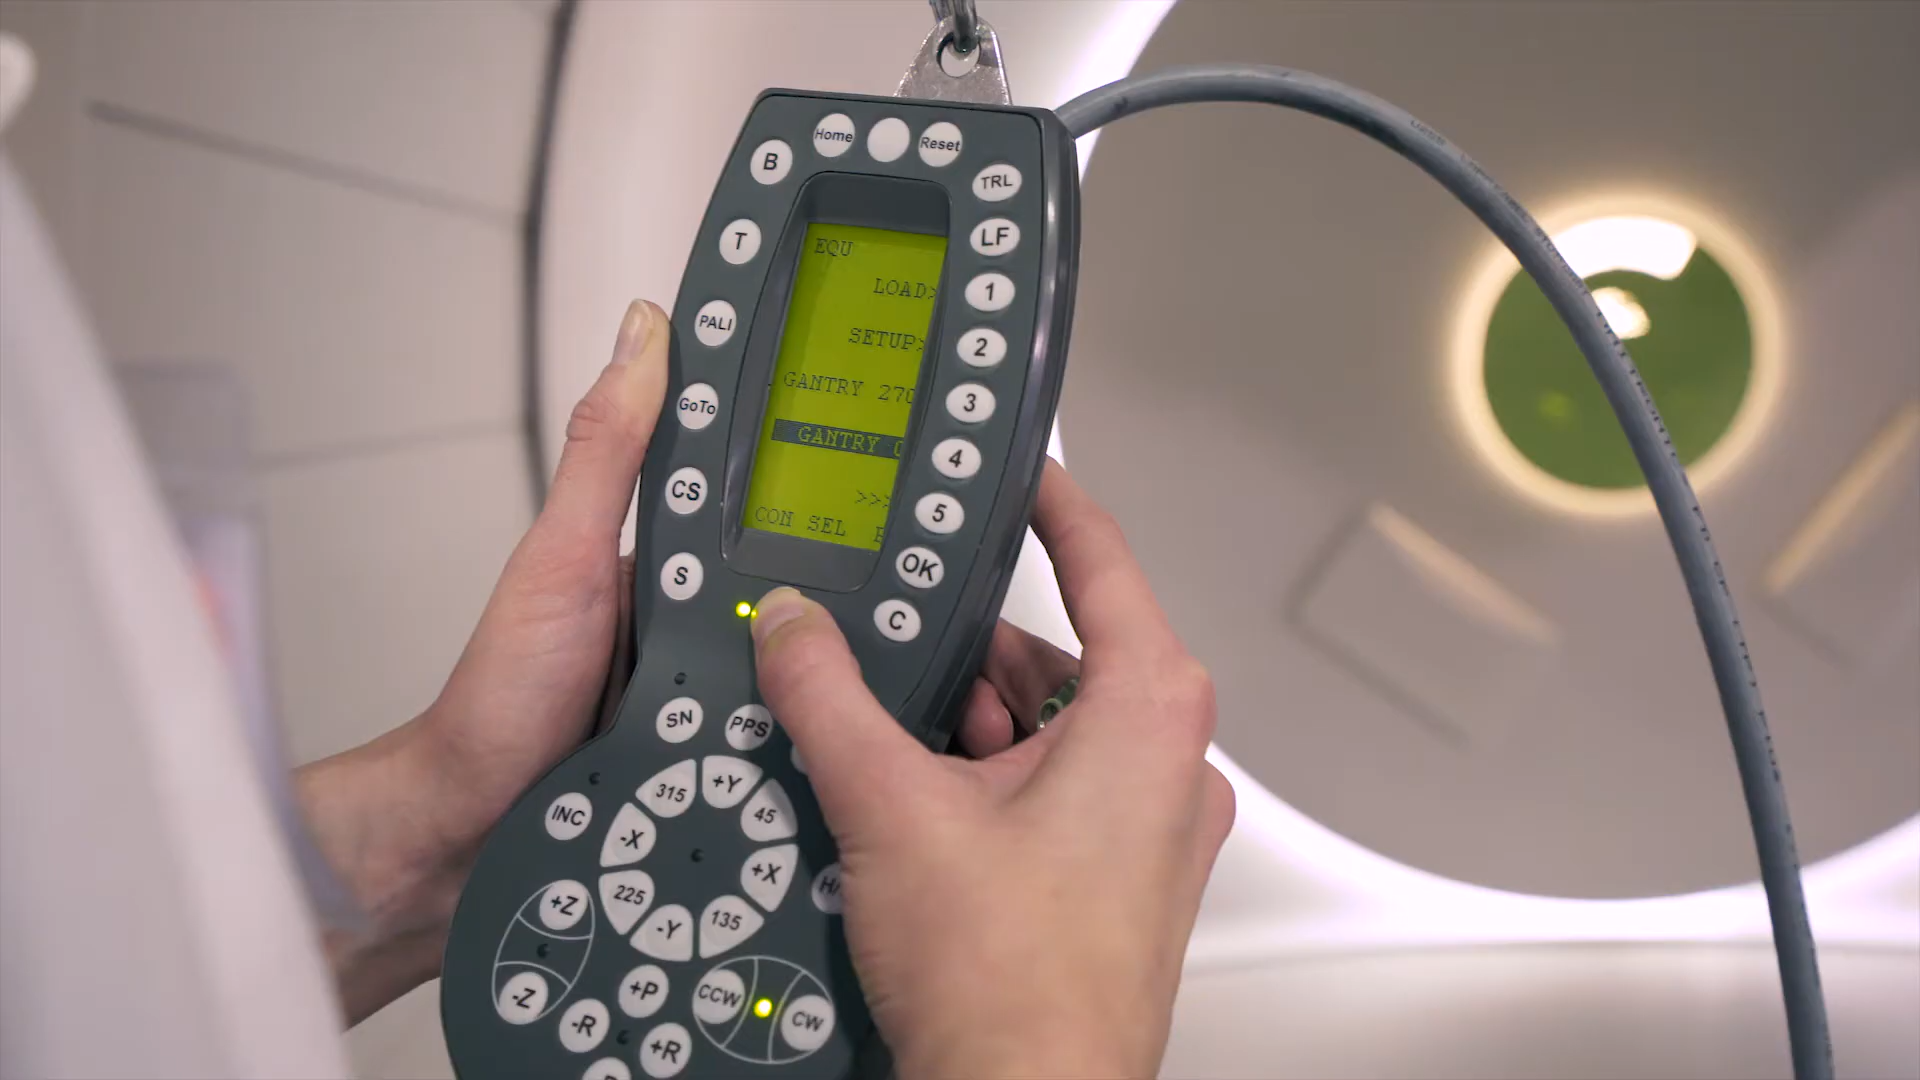 Home
Reset
B
TRL
T
LF
PALI
1
GoTo
2
CS
3
S
4
5
OK
C
EQU
LOAD>
SETUP>
GANTRY 270
GANTRY
>>>
CON SEL
SN
PPS
INC
315
+Y
45
-X
+X
225
-Y
135
+Z
-Z
+P
CCW
CW
-R
+R